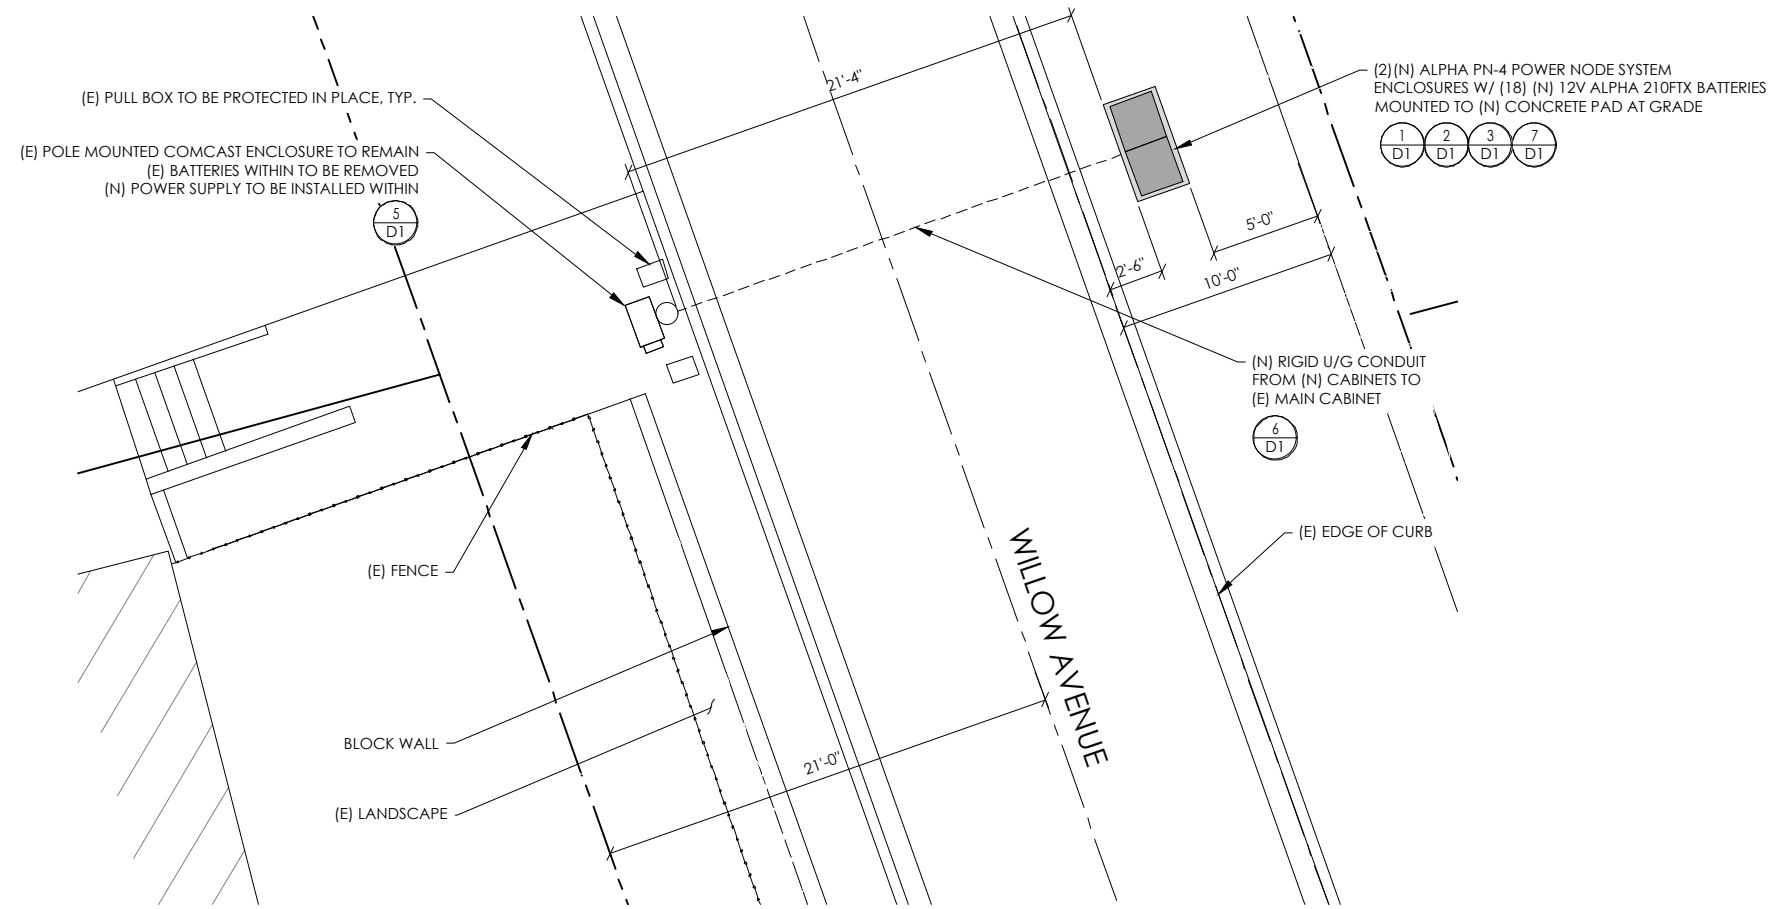 21'-4"
(2)(N) ALPHA PN-4 POWER NODE SYSTEM
ENCLOSURES W/ (18) (N) 12V ALPHA 210FTX BATTERIES
MOUNTED TO (N) CONCRETE PAD AT GRADE
1 2 3 7
D1 D1 D1 D1
(E) PULL BOX TO BE PROTECTED IN PLACE, TYP.
(E) POLE MOUNTED COMCAST ENCLOSURE TO REMAIN
(E) BATTERIES WITHIN TO BE REMOVED
(N) POWER SUPPLY TO BE INSTALLED WITHIN
5
D1
5'-0"
2'-6"
10'-0"
(N) RIGID U/G CONDUIT
FROM (N) CABINETS TO
(E) MAIN CABINET
6
D1
(E) EDGE OF CURB
(E) FENCE
WILLOW AVENUE
BLOCK WALL
21'-0"
(E) LANDSCAPE